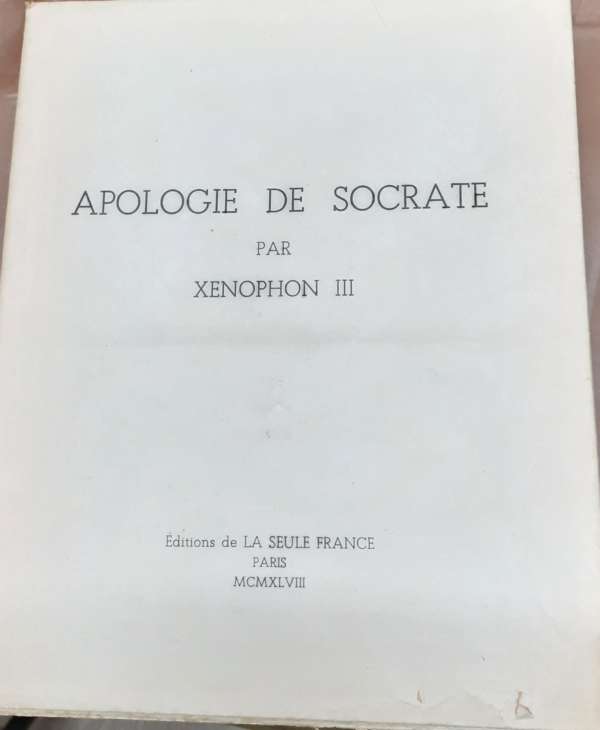 APOLOGIE DE SOCRATE
PAR
XENOPHON III
Éditions de LA SEULE FRANCE
PARIS
MCMXLVIII